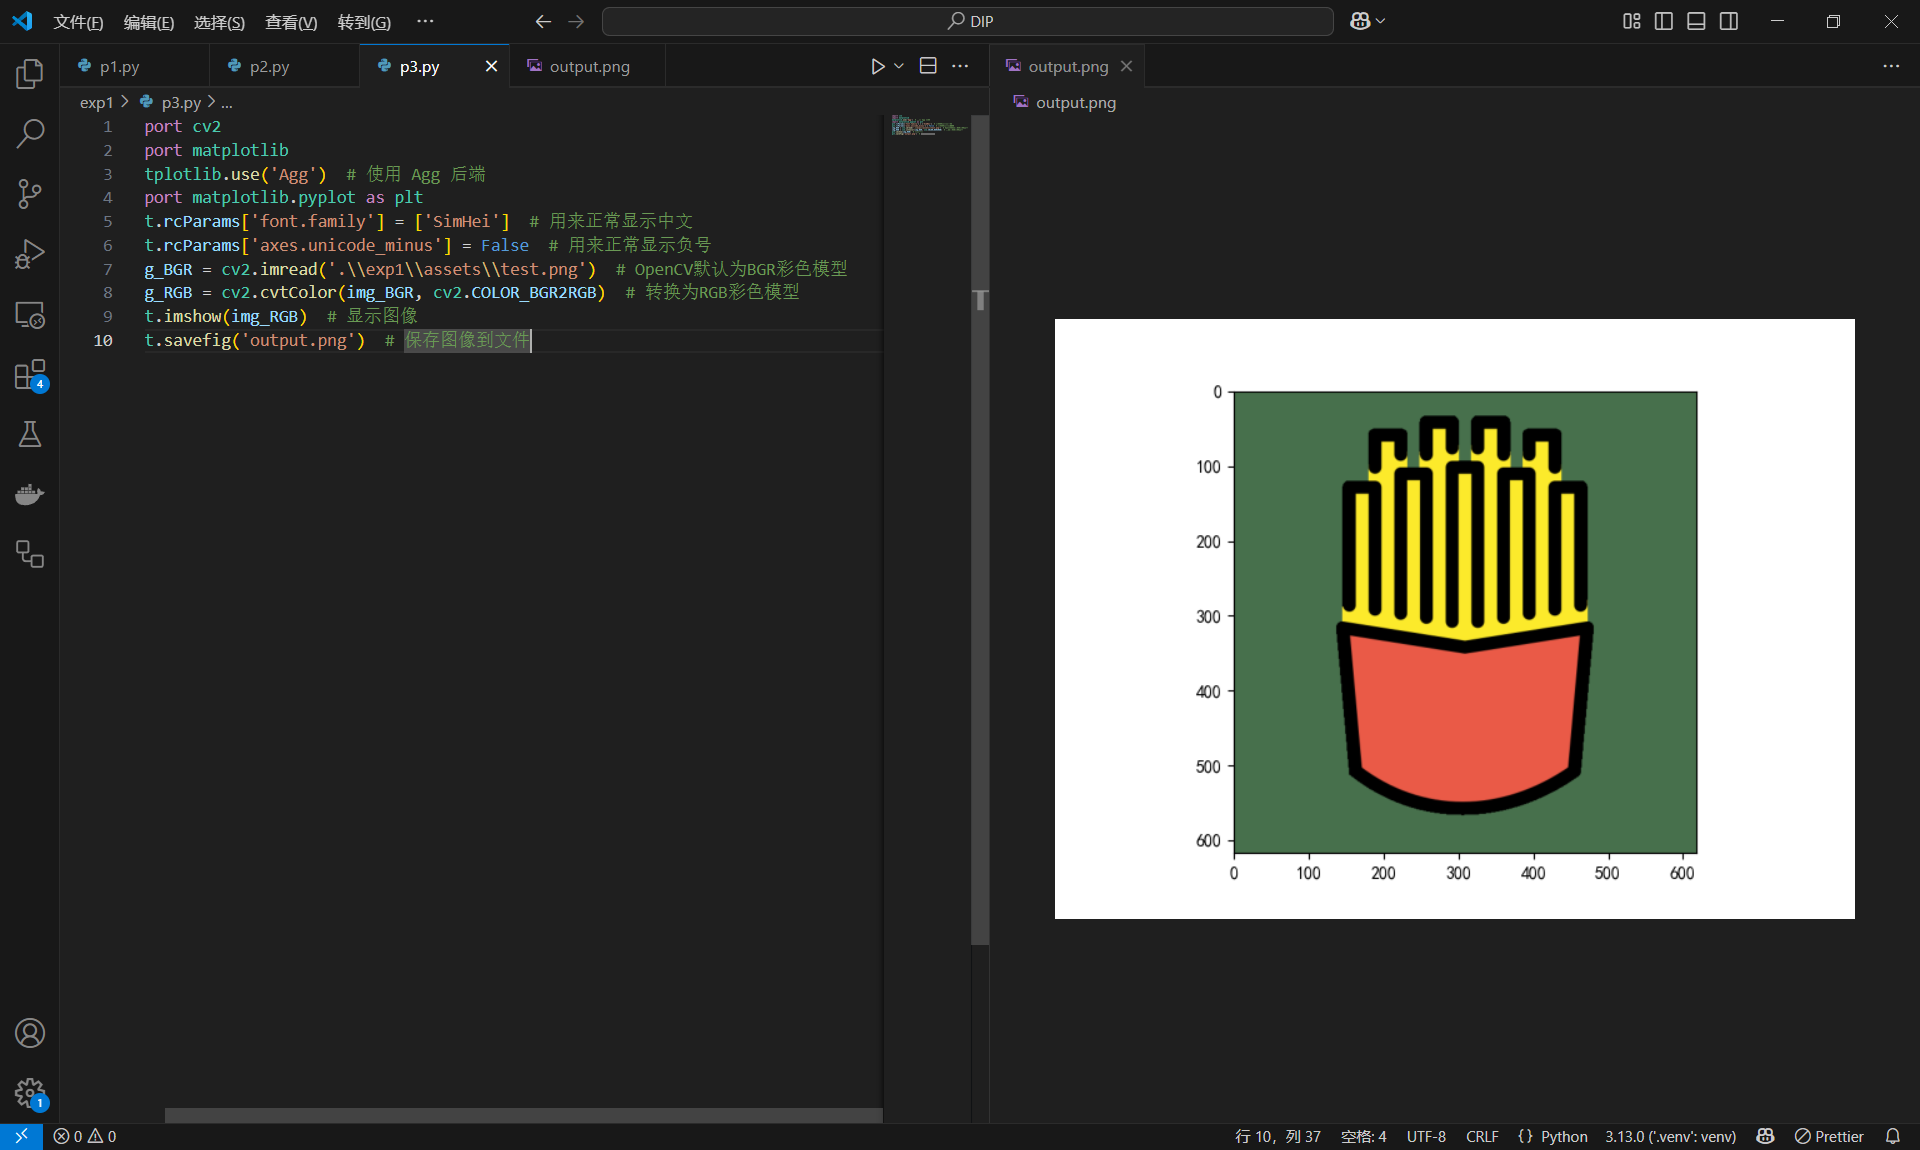 文件(F) 编辑(E) 选择(S) 查看(V) 转到(G) ··· DIP
p1.py p2.py p3.py output.png
exp1 > p3.py > ...
1 port cv2
2 port matplotlib
3 tplotlib.use('Agg')  # 使用 Agg 后端
4 port matplotlib.pyplot as plt
5 t.rcParams['font.family'] = ['SimHei']  # 用来正常显示中文
6 t.rcParams['axes.unicode_minus'] = False  # 用来正常显示负号
7 g_BGR = cv2.imread('.\\exp1\\assets\\test.png')  # OpenCV默认为BGR彩色模型
8 g_RGB = cv2.cvtColor(img_BGR, cv2.COLOR_BGR2RGB)  # 转换为RGB彩色模型
9 t.imshow(img_RGB)  # 显示图像
10 t.savefig('output.png')  # 保存图像到文件
output.png
output.png
0
100
200
300
400
500
600
0 100 200 300 400 500 600
4
1
0 0
行 10，列 37 空格: 4 UTF-8 CRLF {} Python 3.13.0 ('.venv': venv) Prettier